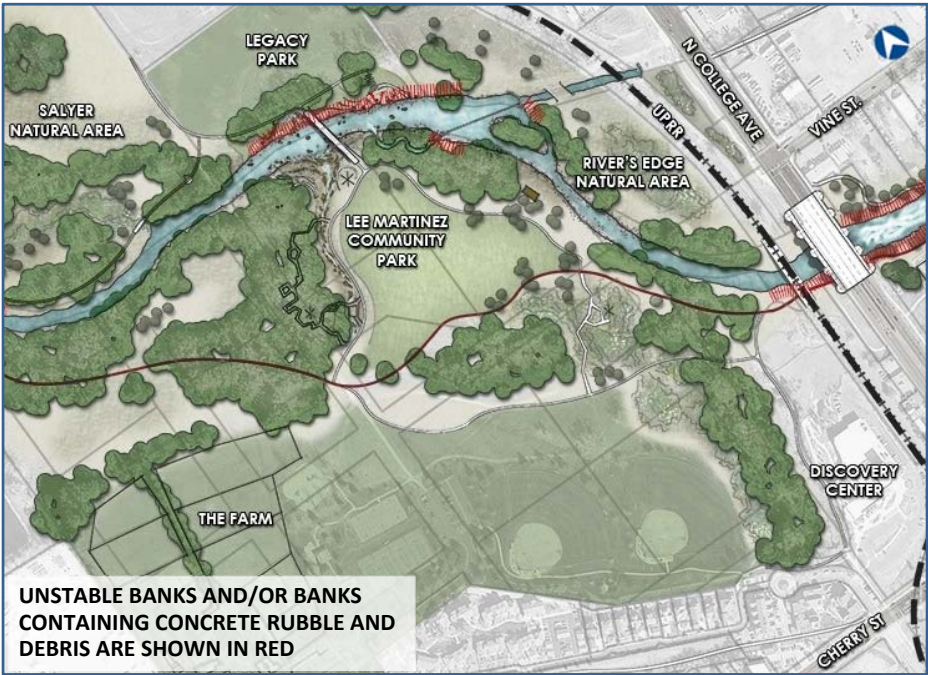 LEGACY
PARK
SALYER
NATURAL AREA
N COLLEGE AVE
VINE ST.
UPRR
RIVER'S EDGE
NATURAL AREA
LEE MARTINEZ
COMMUNITY
PARK
DISCOVERY
CENTER
THE FARM
CHERRY ST
UNSTABLE BANKS AND/OR BANKS
CONTAINING CONCRETE RUBBLE AND
DEBRIS ARE SHOWN IN RED